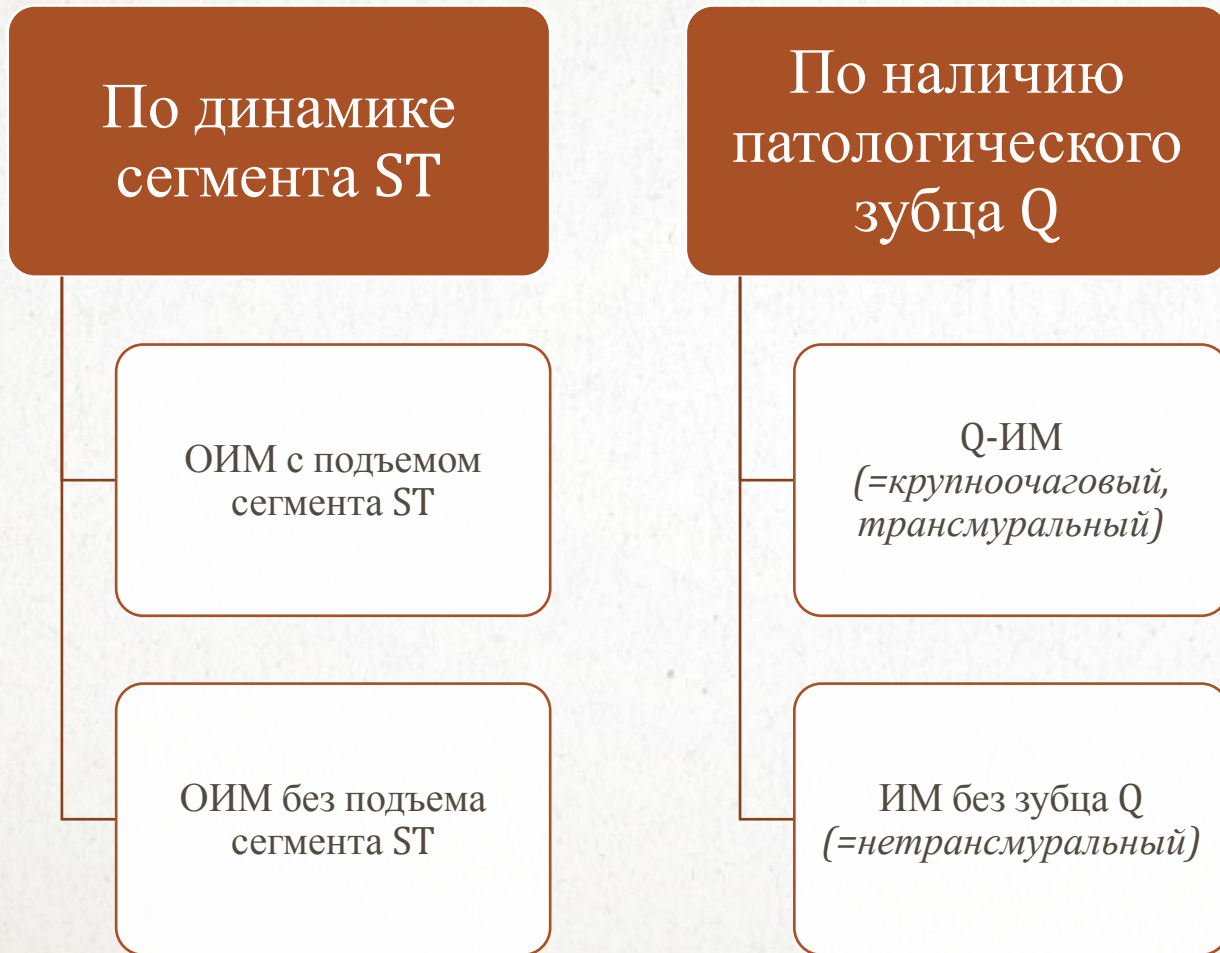 По динамике
сегмента ST
ОИМ с подъемом
сегмента ST
ОИМ без подъема
сегмента ST
По наличию
патологического
зубца Q
Q-ИМ
(=крупноочаговый,
трансмуральный)
ИМ без зубца Q
(=нетрансмуральный)